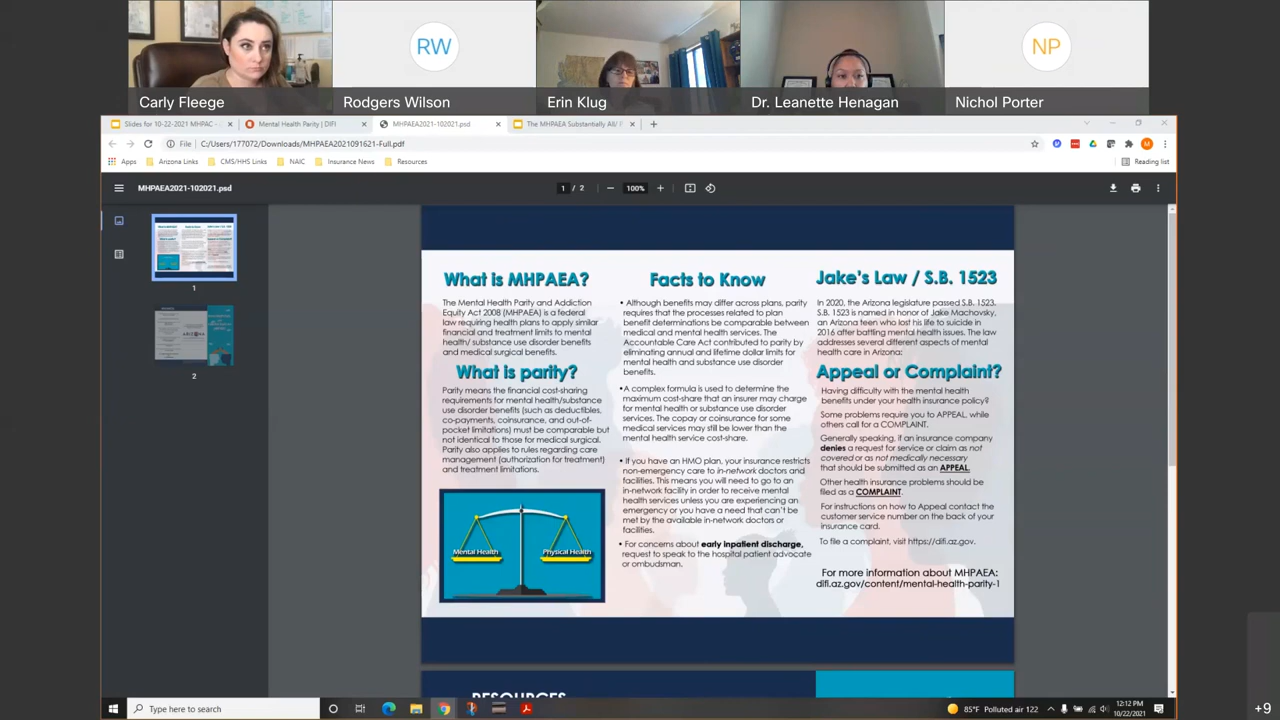 RW
NP
Carly Fleege
Rodgers Wilson
Erin Klug
Dr. Leanette Henagan
Nichol Porter
Slides for 10-22-2021 MHPAC -
Mental Health Parity | DIFI
MHPAEA2021-102021.psd
The MHPAEA Substantially All/
File
C:/Users/177072/Downloads/MHPAEA2021091621-Full.pdf
M
Apps
Arizona Links
CMS/HHS Links
NAIC
Insurance News
Resources
Reading list
MHPAEA2021-102021.psd
1 / 2
100%
1
2
What is MHPAEA?
The Mental Health Parity and Addiction
Equity Act 2008 (MHPAEA) is a federal
law requiring health plans to apply similar
financial and treatment limits to mental
health/ substance use disorder benefits
and medical surgical benefits.
What is parity?
Parity means the financial cost-sharing
requirements for mental health/substance
use disorder benefits (such as deductibles,
co-payments, coinsurance, and out-of-
pocket limitations) must be comparable but
not identical to those for medical surgical.
Parity also applies to rules regarding care
management (authorization for treatment)
and treatment limitations.
Mental Health
Physical Health
Facts to Know
• Although benefits may differ across plans, parity
requires that the processes related to plan
benefit determinations be comparable between
medical and mental health services. The
Accountable Care Act contributed to parity by
eliminating annual and lifetime dollar limits for
mental health and substance use disorder
benefits.
•A complex formula is used to determine the
maximum cost-share that an insurer may charge
for mental health or substance use disorder
services. The copay or coinsurance for some
medical services may still be lower than the
mental health service cost-share.
• If you have an HMO plan, your insurance restricts
non-emergency care to in-network doctors and
facilities. This means you will need to go to an
in-network facility in order to receive mental
health services unless you are experiencing an
emergency or you have a need that can't be
met by the available in-network doctors or
facilities.
• For concerns about early inpatient discharge,
request to speak to the hospital patient advocate
or ombudsman.
Jake's Law / S.B. 1523
In 2020, the Arizona legislature passed S.B. 1523.
S.B. 1523 is named in honor of Jake Machovsky,
an Arizona teen who lost his life to suicide in
2016 after battling mental health issues. The law
addresses several different aspects of mental
health care in Arizona:
Appeal or Complaint?
Having difficulty with the mental health
benefits under your health insurance policy?
Some problems require you to APPEAL, while
others call for a COMPLAINT.
Generally speaking, if an insurance company
denies a request for service or claim as not
covered or as not medically necessary
that should be submitted as an APPEAL.
Other health insurance problems should be
filed as a COMPLAINT.
For instructions on how to Appeal contact the
customer service number on the back of your
insurance card.
To file a complaint, visit https://difi.az.gov.
For more information about MHPAEA:
difi.az.gov/content/mental-health-parity-1
RESOURCES
Type here to search
85°F Polluted air 122
12:12 PM
10/22/2021
+9